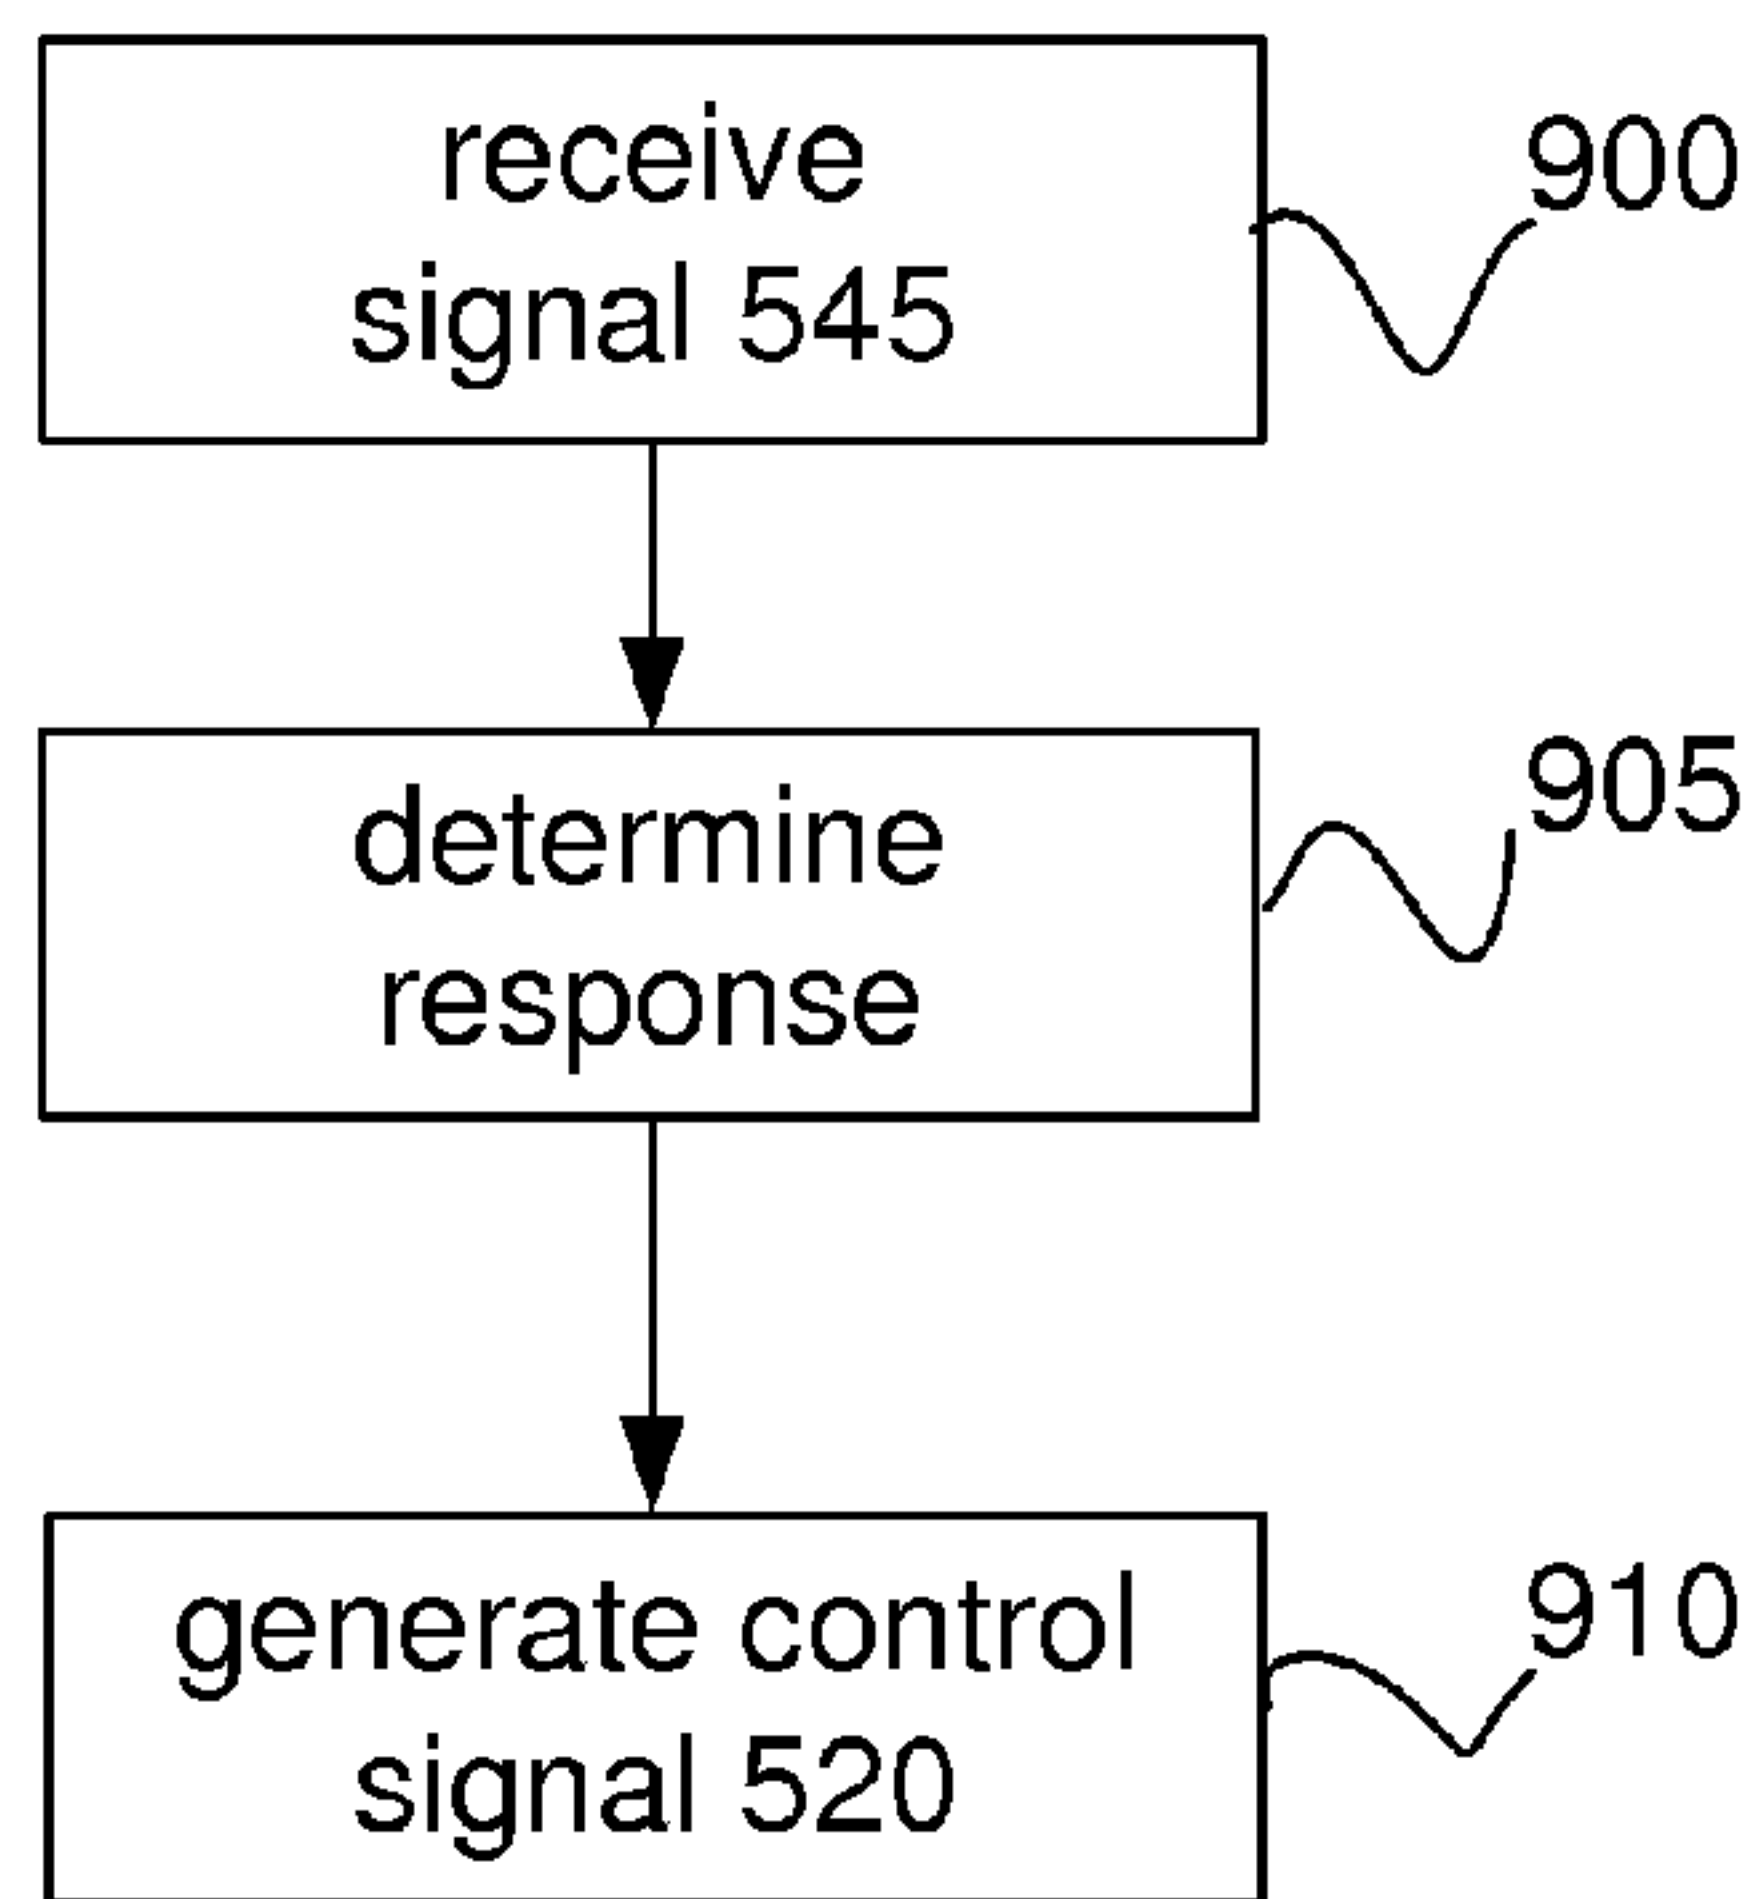 receive
signal 545
900
determine
response
905
generate control
signal 520
910